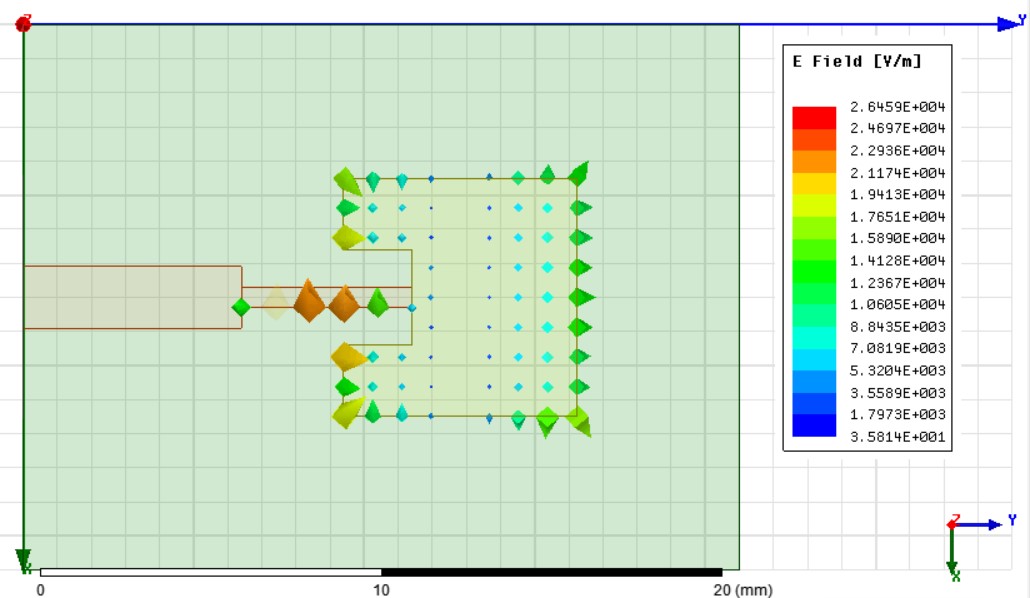 Z
Y
E Field [V/m]
2.6459E+004
2.4697E+004
2.2936E+004
2.1174E+004
1.9413E+004
1.7651E+004
1.5890E+004
1.4128E+004
1.2367E+004
1.0605E+004
8.8435E+003
7.0819E+003
5.3204E+003
3.5589E+003
1.7973E+003
3.5814E+001
Z
Y
X
X
0 10 20 (mm)